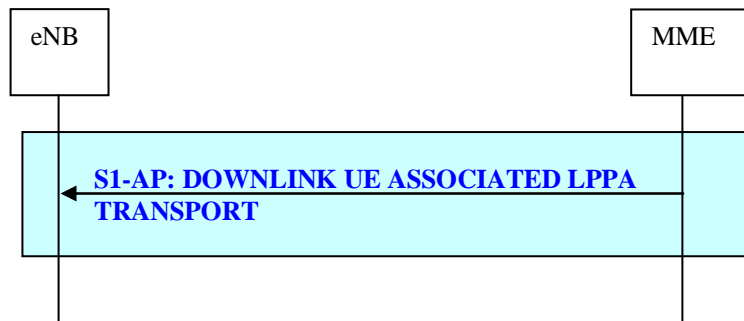 eNB
MME
S1-AP: DOWNLINK UE ASSOCIATED LPPA
TRANSPORT